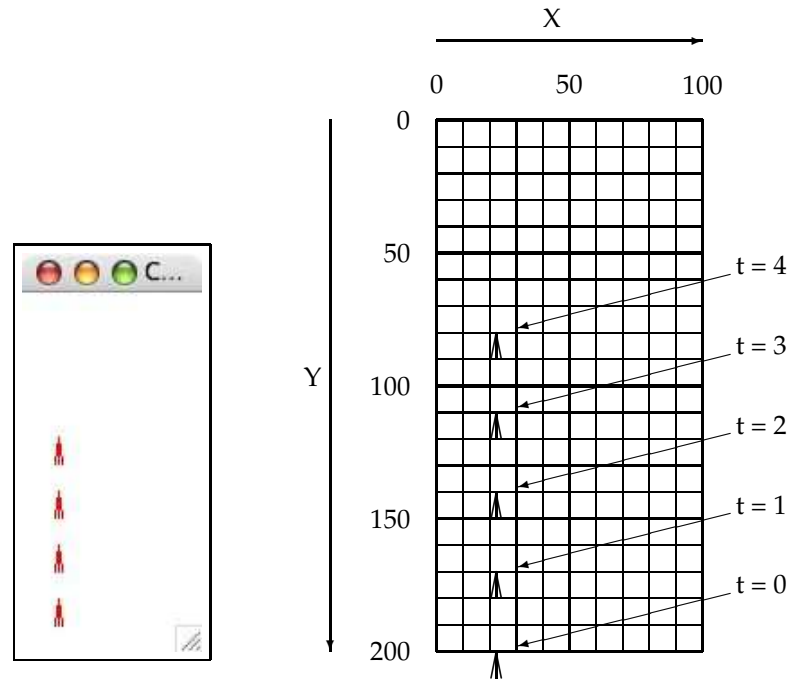 X
0 50 100
0
50
100
150
200
Y
t = 4
t = 3
t = 2
t = 1
t = 0
C...